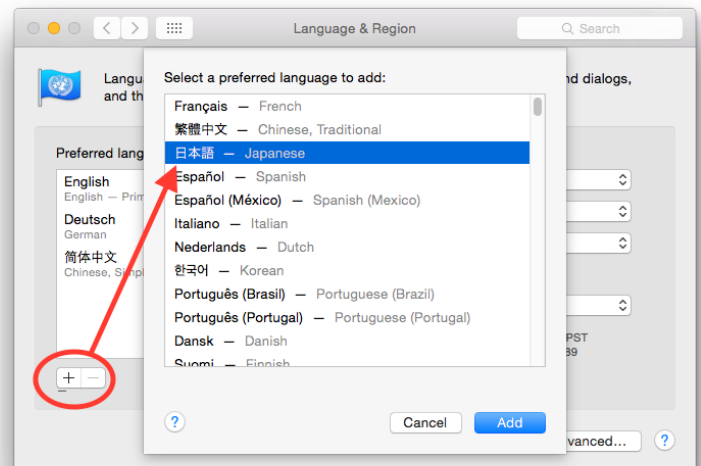 Language & Region
Search
Select a preferred language to add:
Langu
nd dialogs,
and th
Français — French
繁體中文 — Chinese, Traditional
日本語 — Japanese
Español — Spanish
Español (México) — Spanish (Mexico)
Italiano — Italian
Nederlands — Dutch
한국어 — Korean
Português (Brasil) — Portuguese (Brazil)
Português (Portugal) — Portuguese (Portugal)
Dansk — Danish
Suomi — Finnish
Preferred lang
English
English — Prim
Deutsch
German
简体中文
Chinese, Simpl
+ −
PST
39
? Cancel Add
vanced... ?